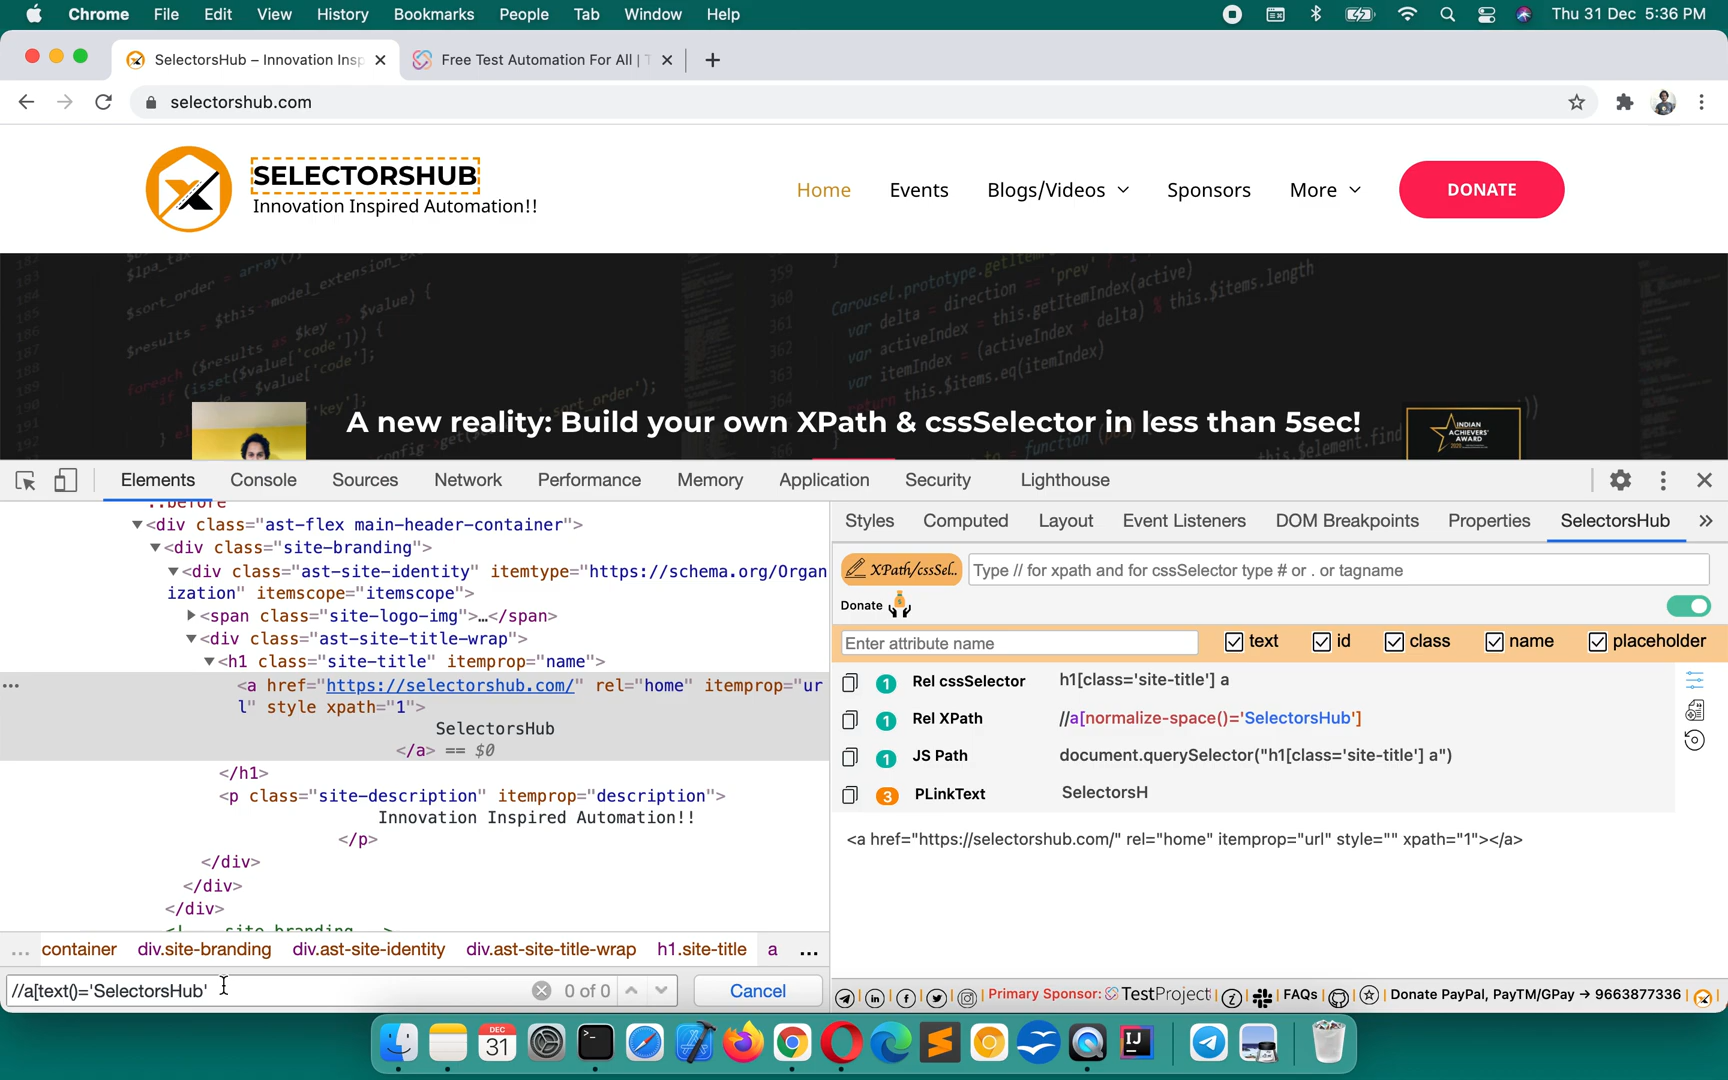 Chrome File Edit View History Bookmarks People Tab Window Help Thu 31 Dec 5:36 PM
SelectorsHub – Innovation Insp Free Test Automation For All | T
selectorshub.com
SELECTORSHUB
Innovation Inspired Automation!!
Home Events Blogs/Videos Sponsors More DONATE
A new reality: Build your own XPath & cssSelector in less than 5sec!
INDIAN
ACHIEVERS'
AWARD
Elements Console Sources Network Performance Memory Application Security Lighthouse
::before
<div class="ast-flex main-header-container">
<div class="site-branding">
<div class="ast-site-identity" itemtype="https://schema.org/Organ
ization" itemscope="itemscope">
<span class="site-logo-img">…</span>
<div class="ast-site-title-wrap">
<h1 class="site-title" itemprop="name">
<a href="https://selectorshub.com/" rel="home" itemprop="ur
l" style xpath="1">
SelectorsHub
</a> == $0
</h1>
<p class="site-description" itemprop="description">
Innovation Inspired Automation!!
</p>
</div>
</div>
</div>
<!-- .site-branding -->
... container div.site-branding div.ast-site-identity div.ast-site-title-wrap h1.site-title a ...
//a[text()='SelectorsHub' 0 of 0 Cancel
Styles Computed Layout Event Listeners DOM Breakpoints Properties SelectorsHub »
XPath/cssSel.. Type // for xpath and for cssSelector type # or . or tagname
Donate
Enter attribute name text id class name placeholder
1 Rel cssSelector h1[class='site-title'] a
1 Rel XPath //a[normalize-space()='SelectorsHub']
1 JS Path document.querySelector("h1[class='site-title'] a")
3 PLinkText SelectorsH
<a href="https://selectorshub.com/" rel="home" itemprop="url" style="" xpath="1"></a>
Primary Sponsor: TestProject | FAQs | Donate PayPal, PayTM/GPay → 9663877336 |
DEC
31
IJ